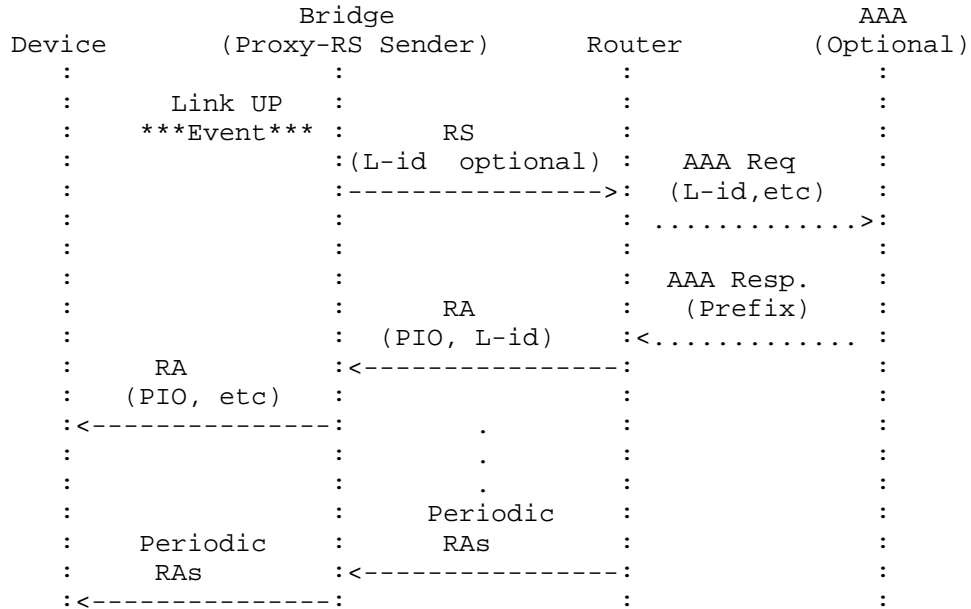 Bridge                             AAA
Device       (Proxy-RS Sender)      Router        (Optional)
   :                :                 :               :
   :      Link UP   :                 :               :
   :    ***Event*** :      RS         :               :
   :                :(L-id  optional) :   AAA Req     :
   :                :---------------->:  (L-id,etc)   :
   :                :                 : .............>:
   :                :                 :               :
   :                :                 :  AAA Resp.    :
   :                :      RA         :   (Prefix)    :
   :                :  (PIO, L-id)    :<............. :
   :     RA         :<----------------:               :
   :   (PIO, etc)   :                 :               :
   :<---------------:        .        :               :
   :                :        .        :               :
   :                :        .        :               :
   :                :     Periodic    :               :
   :    Periodic    :      RAs        :               :
   :     RAs        :<----------------:               :
   :<---------------:                 :               :